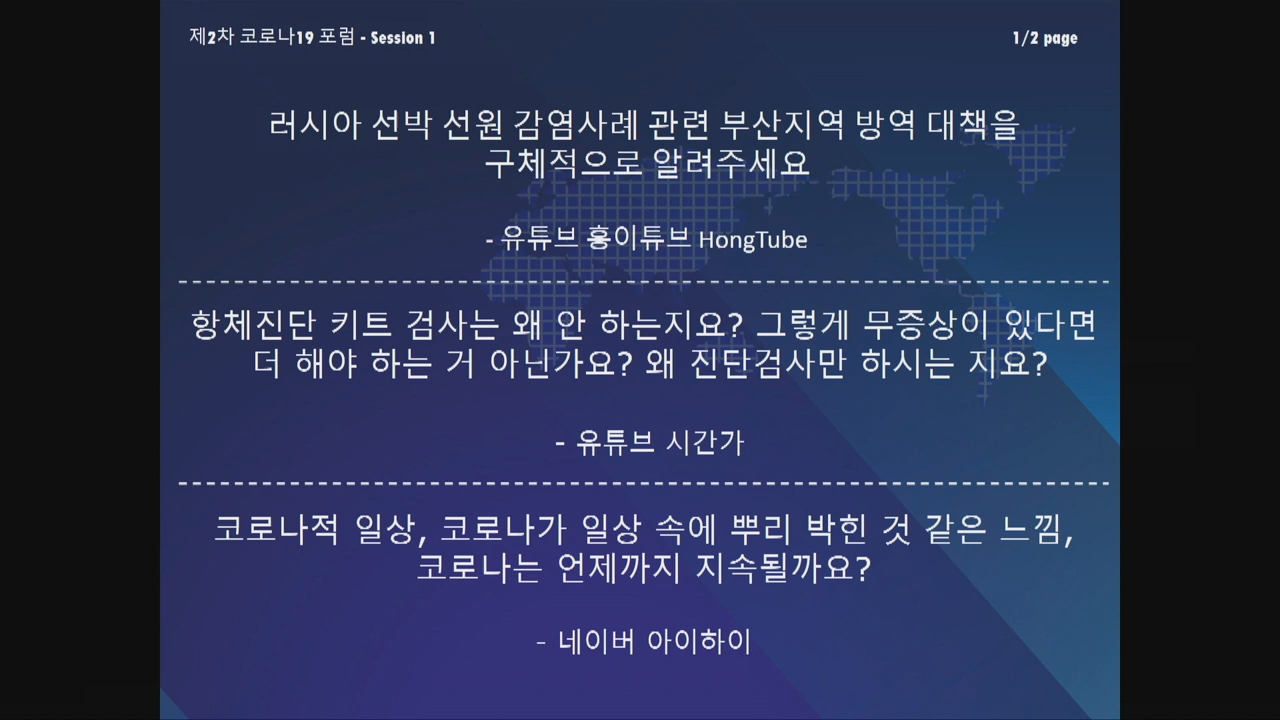 제2차 코로나19 포럼 - Session 1
1/2 page
러시아 선박 선원 감염사례 관련 부산지역 방역 대책을
구체적으로 알려주세요
- 유튜브 홍이튜브 HongTube
항체진단 키트 검사는 왜 안 하는지요? 그렇게 무증상이 있다면
더 해야 하는 거 아닌가요? 왜 진단검사만 하시는 지요?
- 유튜브 시간가
코로나적 일상, 코로나가 일상 속에 뿌리 박힌 것 같은 느낌,
코로나는 언제까지 지속될까요?
- 네이버 아이하이